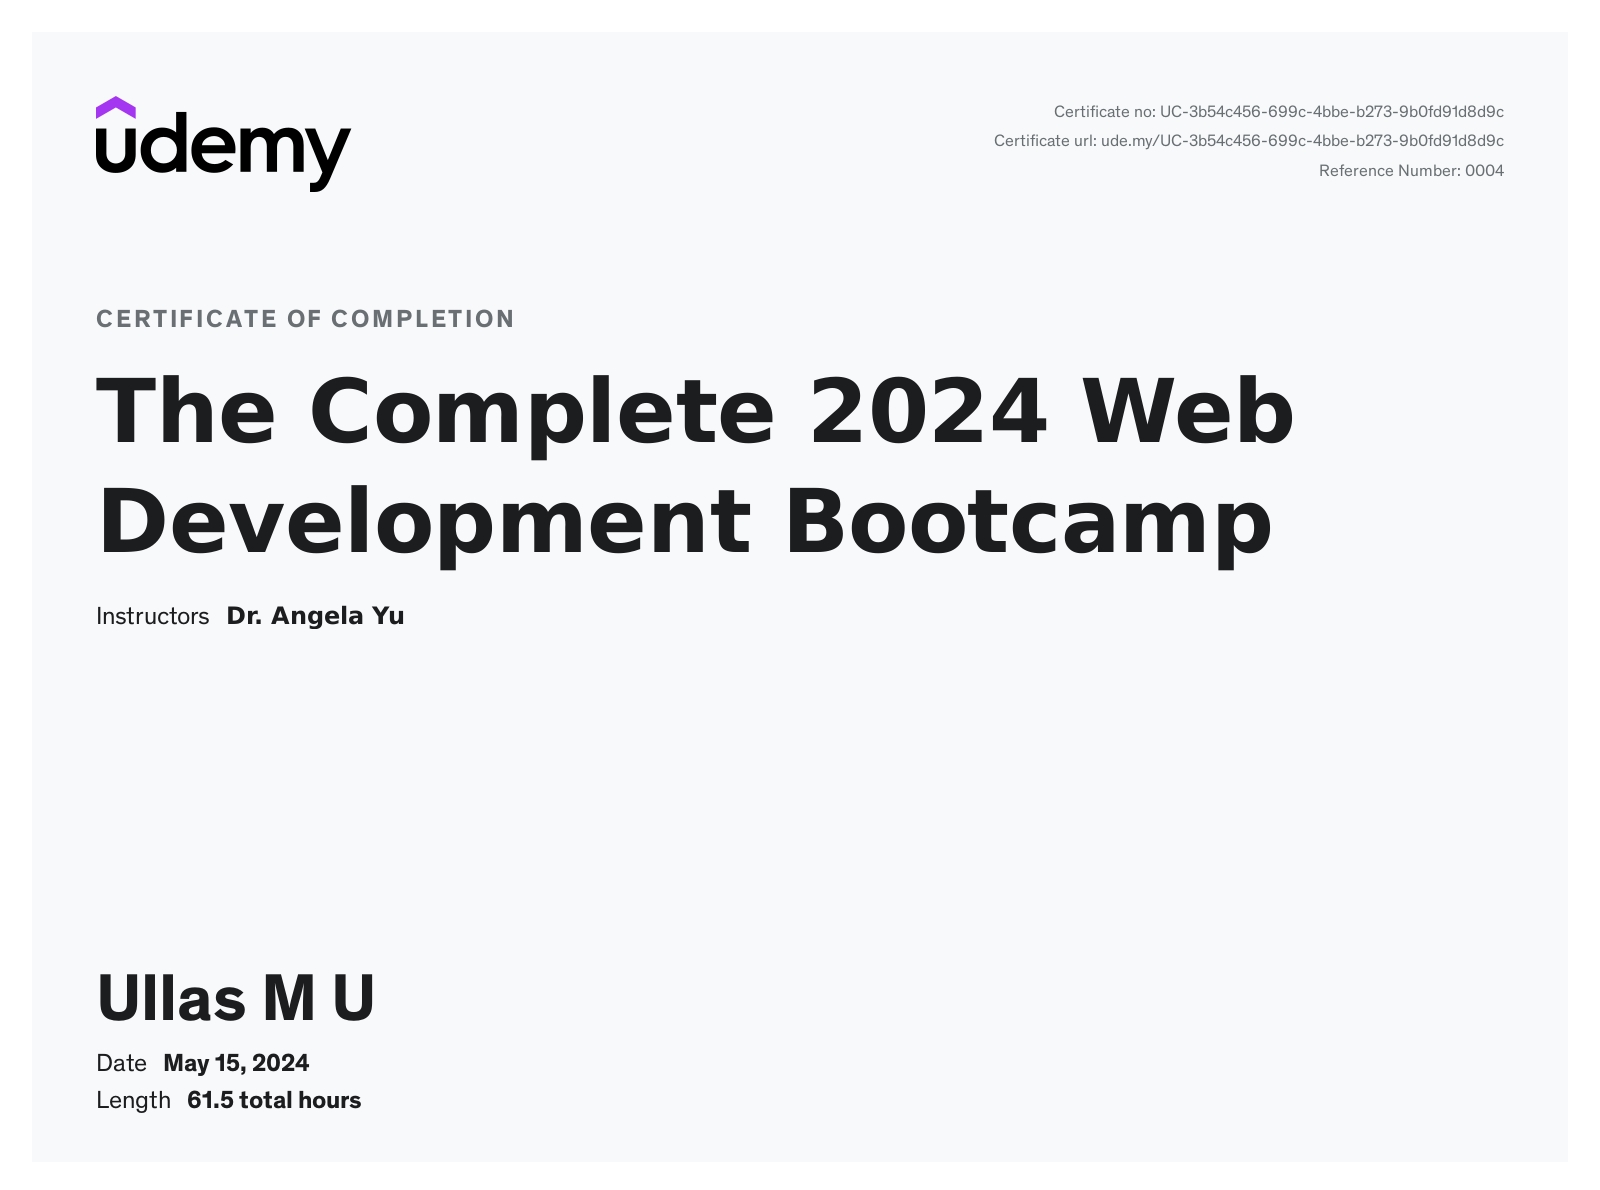 udemy
Certificate no: UC-3b54c456-699c-4bbe-b273-9b0fd91d8d9c
Certificate url: ude.my/UC-3b54c456-699c-4bbe-b273-9b0fd91d8d9c
Reference Number: 0004
CERTIFICATE OF COMPLETION
The Complete 2024 Web
Development Bootcamp
Instructors Dr. Angela Yu
Ullas M U
Date May 15, 2024
Length 61.5 total hours